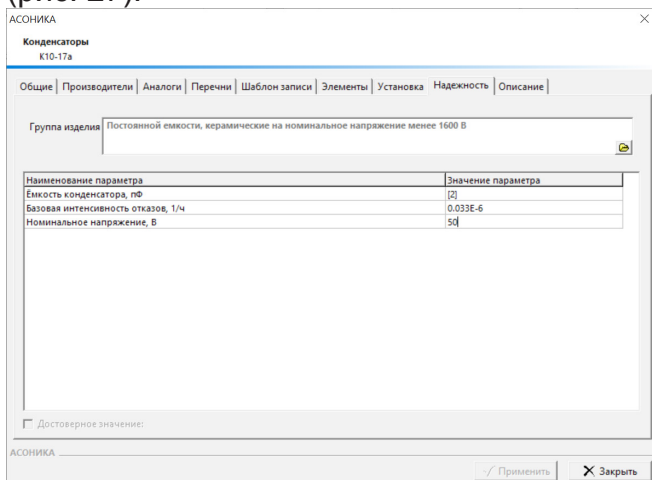 (рис. 27).
АСОНИКА
Конденсаторы
К10-17а
Общие Производители Аналоги Перечни Шаблон записи Элементы Установка Надежность Описание
Группа изделия Постоянной емкости, керамические на номинальное напряжение менее 1600 В
Наименование параметра Значение параметра
Ёмкость конденсатора, пФ [2]
Базовая интенсивность отказов, 1/ч 0.033E-6
Номинальное напряжение, В 50
Достоверное значение:
АСОНИКА
Применить Закрыть